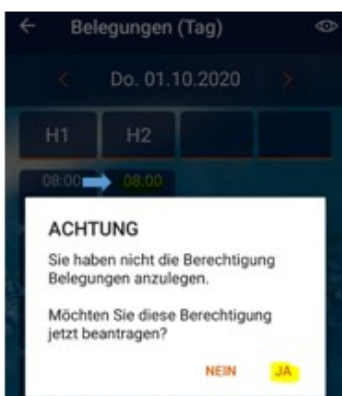 Belegungen (Tag)
Do. 01.10.2020
H1 H2
08:00 08:00
ACHTUNG
Sie haben nicht die Berechtigung
Belegungen anzulegen.
Möchten Sie diese Berechtigung
jetzt beantragen?
NEIN JA